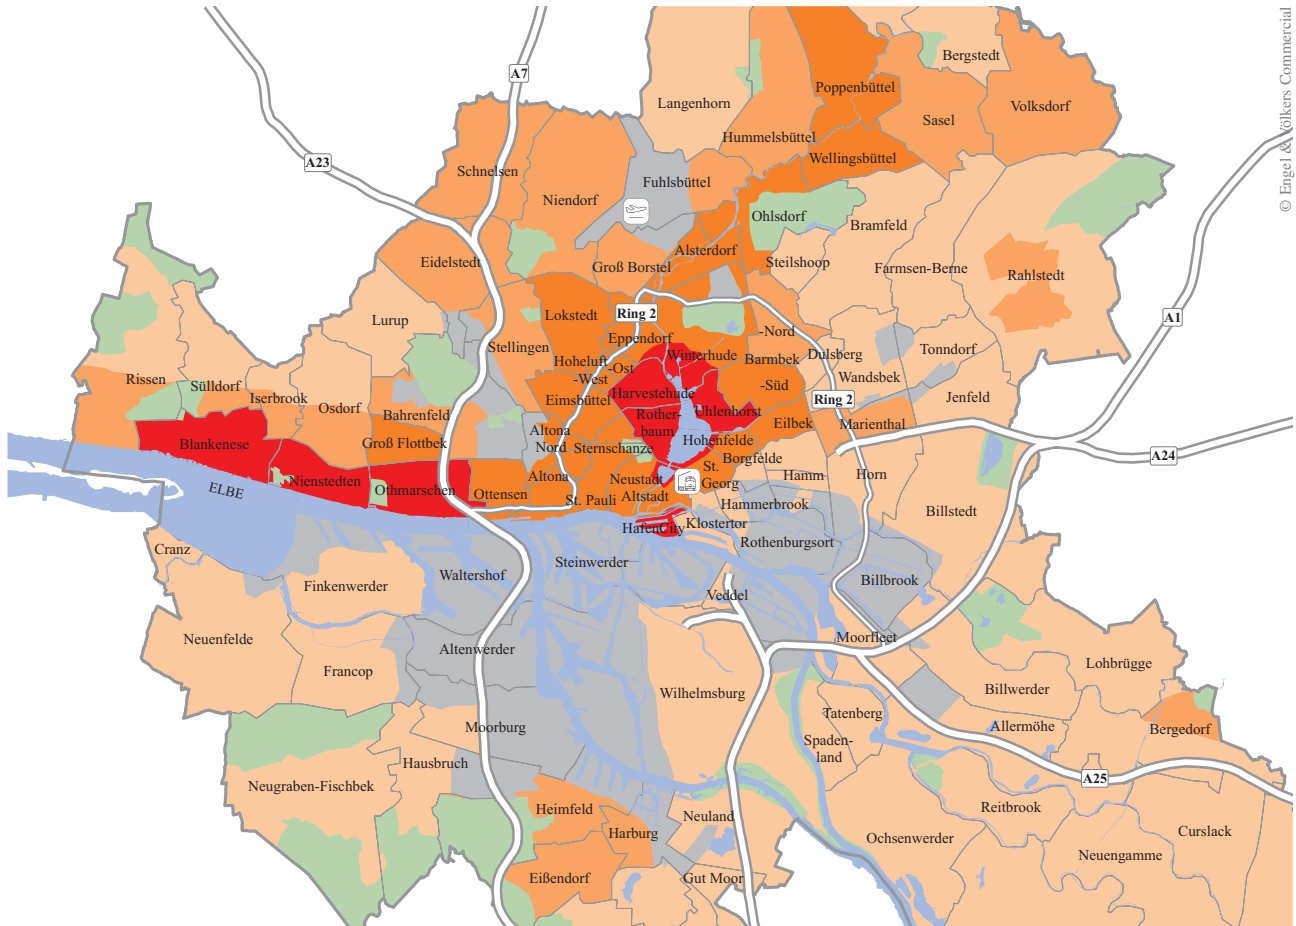 © Engel & Völkers Commercial
Bergstedt
A7
Poppenbüttel
Langenhorn
Volksdorf
Sasel
Hummelsbüttel
A23
Wellingsbüttel
Schnelsen
Fuhlsbüttel
Niendorf
Ohlsdorf
Bramfeld
Alsterdorf
Eidelstedt
Steilshoop
Groß Borstel
Farmsen-Berne
Rahlstedt
Ring 2
Lokstedt
A1
Lurup
-Nord
Eppendorf
Stellingen
Tonndorf
Winterhude
Dulsberg
Barmbek
Hoheluft
-Ost
-West
Wandsbek
Rissen
Sülldorf
-Süd
Harvestehude
Iserbrook
Jenfeld
Eimsbüttel
Ring 2
Osdorf
Uhlenhorst
Bahrenfeld
Rother-
baum
Eilbek
Marienthal
Altona
Nord
Blankenese
Groß Flottbek
Hohenfelde
Sternschanze
A24
Borgfelde
St.
Georg
Hamm
Horn
Altona
Neustadt
Nienstedten
Othmarschen
ELBE
Ottensen
St. Pauli
Altstadt
Hammerbrook
Billstedt
HafenCity
Klostertor
Rothenburgsort
Cranz
Steinwerder
Waltershof
Billbrook
Finkenwerder
Veddel
Neuenfelde
Moorfleet
Altenwerder
Lohbrügge
Francop
Wilhelmsburg
Billwerder
Tatenberg
Moorburg
Allermöhe
Bergedorf
Spaden-
land
Hausbruch
A25
Neugraben-Fischbek
Heimfeld
Reitbrook
Neuland
Harburg
Ochsenwerder
Curslack
Neuengamme
Eißendorf
Gut Moor